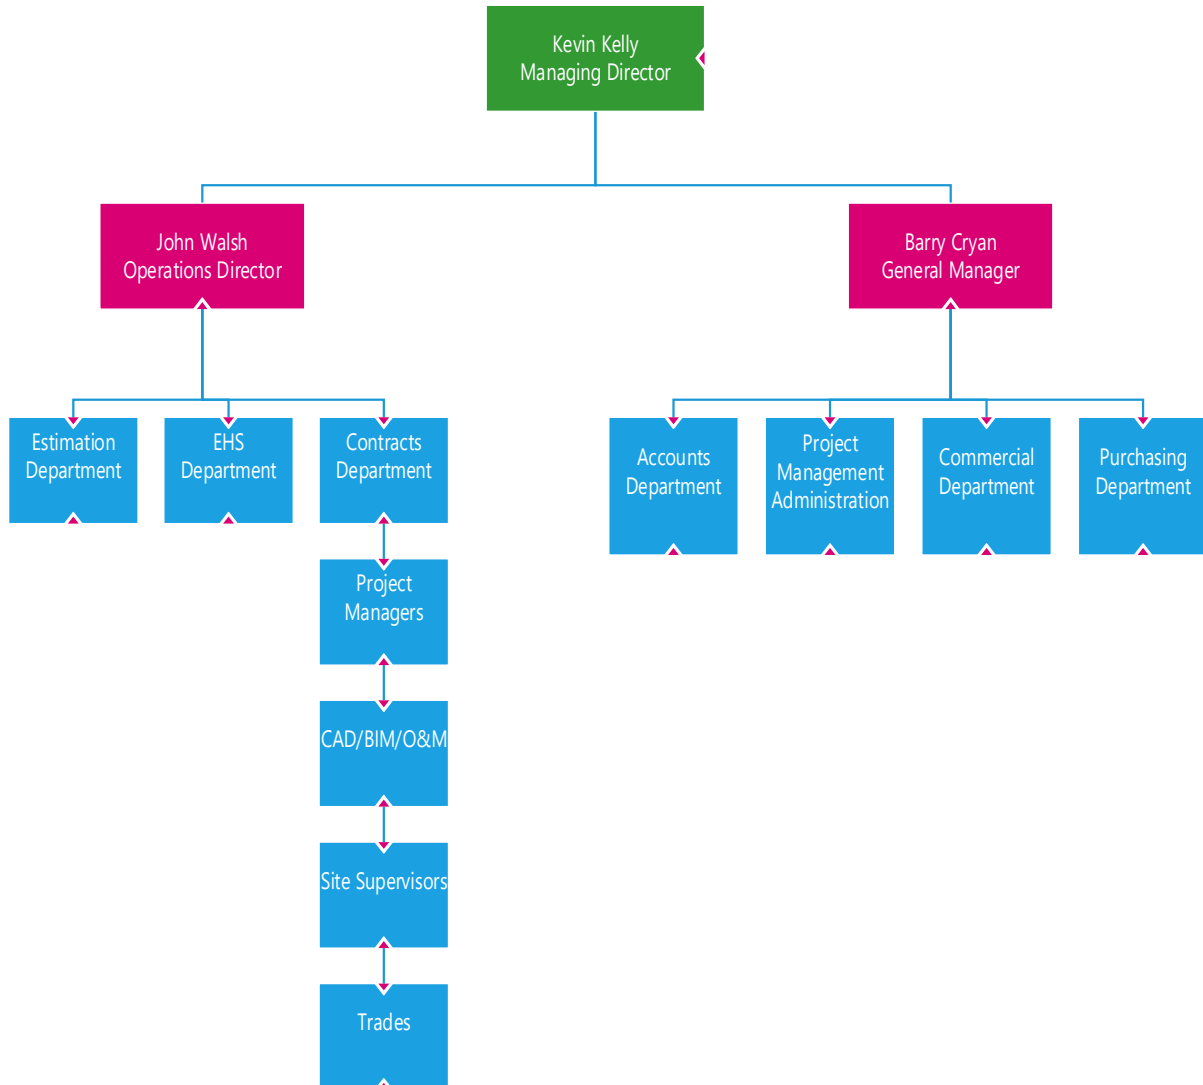 Kevin Kelly
Managing Director
John Walsh
Operations Director
Barry Cryan
General Manager
Estimation
Department
EHS
Department
Contracts
Department
Accounts
Department
Project
Management
Administration
Commercial
Department
Purchasing
Department
Project
Managers
CAD/BIM/O&M
Site Supervisors
Trades